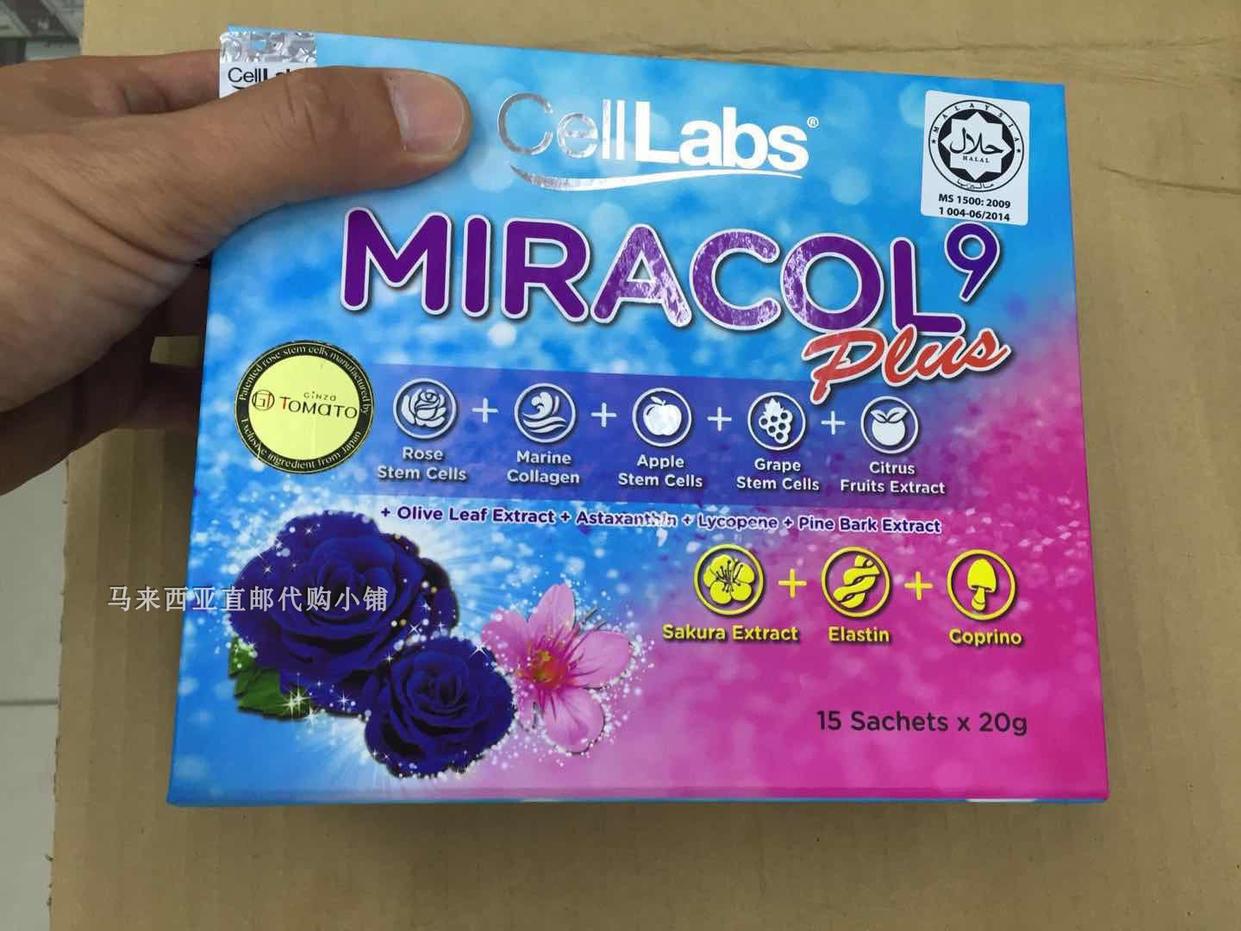 CellLabs®
حلال
HALAL
MALAYSIA
ماليزيا
MS 1500: 2009
1 004-06/2014
MIRACOL9
Plus
Patented rose stem cells manufactured by
GINZA
TOMATO
Exclusive ingredient from Japan
Rose
Stem Cells
+
Marine
Collagen
+
Apple
Stem Cells
+
Grape
Stem Cells
+
Citrus
Fruits Extract
+ Olive Leaf Extract + Astaxanthin + Lycopene + Pine Bark Extract
Sakura Extract
+
Elastin
+
Coprino
马来西亚直邮代购小铺
15 Sachets x 20g